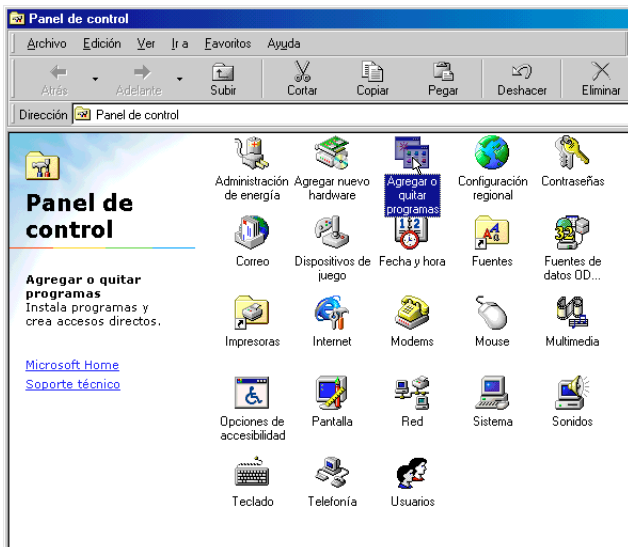 Panel de control
Archivo Edición Ver Ir a Favoritos Ayuda
Atrás Adelante Subir Cortar Copiar Pegar Deshacer Eliminar
Dirección Panel de control
Panel de
control
Agregar o quitar
programas
Instala programas y
crea accesos directos.
Microsoft Home
Soporte técnico
Administración
de energía
Agregar nuevo
hardware
Agregar o
quitar
programas
Configuración
regional
Contraseñas
Correo
Dispositivos de
juego
Fecha y hora
Fuentes
Fuentes de
datos OD...
Impresoras
Internet
Modems
Mouse
Multimedia
Opciones de
accesibilidad
Pantalla
Red
Sistema
Sonidos
Teclado
Telefonía
Usuarios